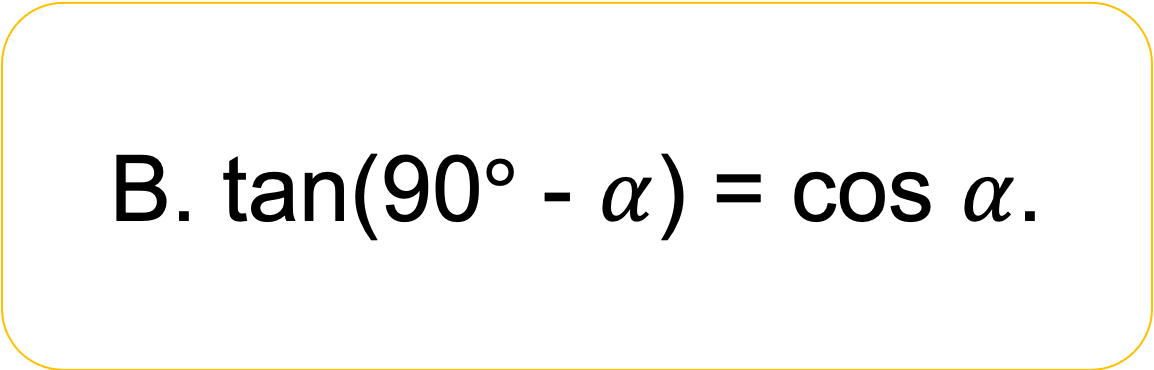 B. tan(90° - 𝛼) = cos 𝛼.